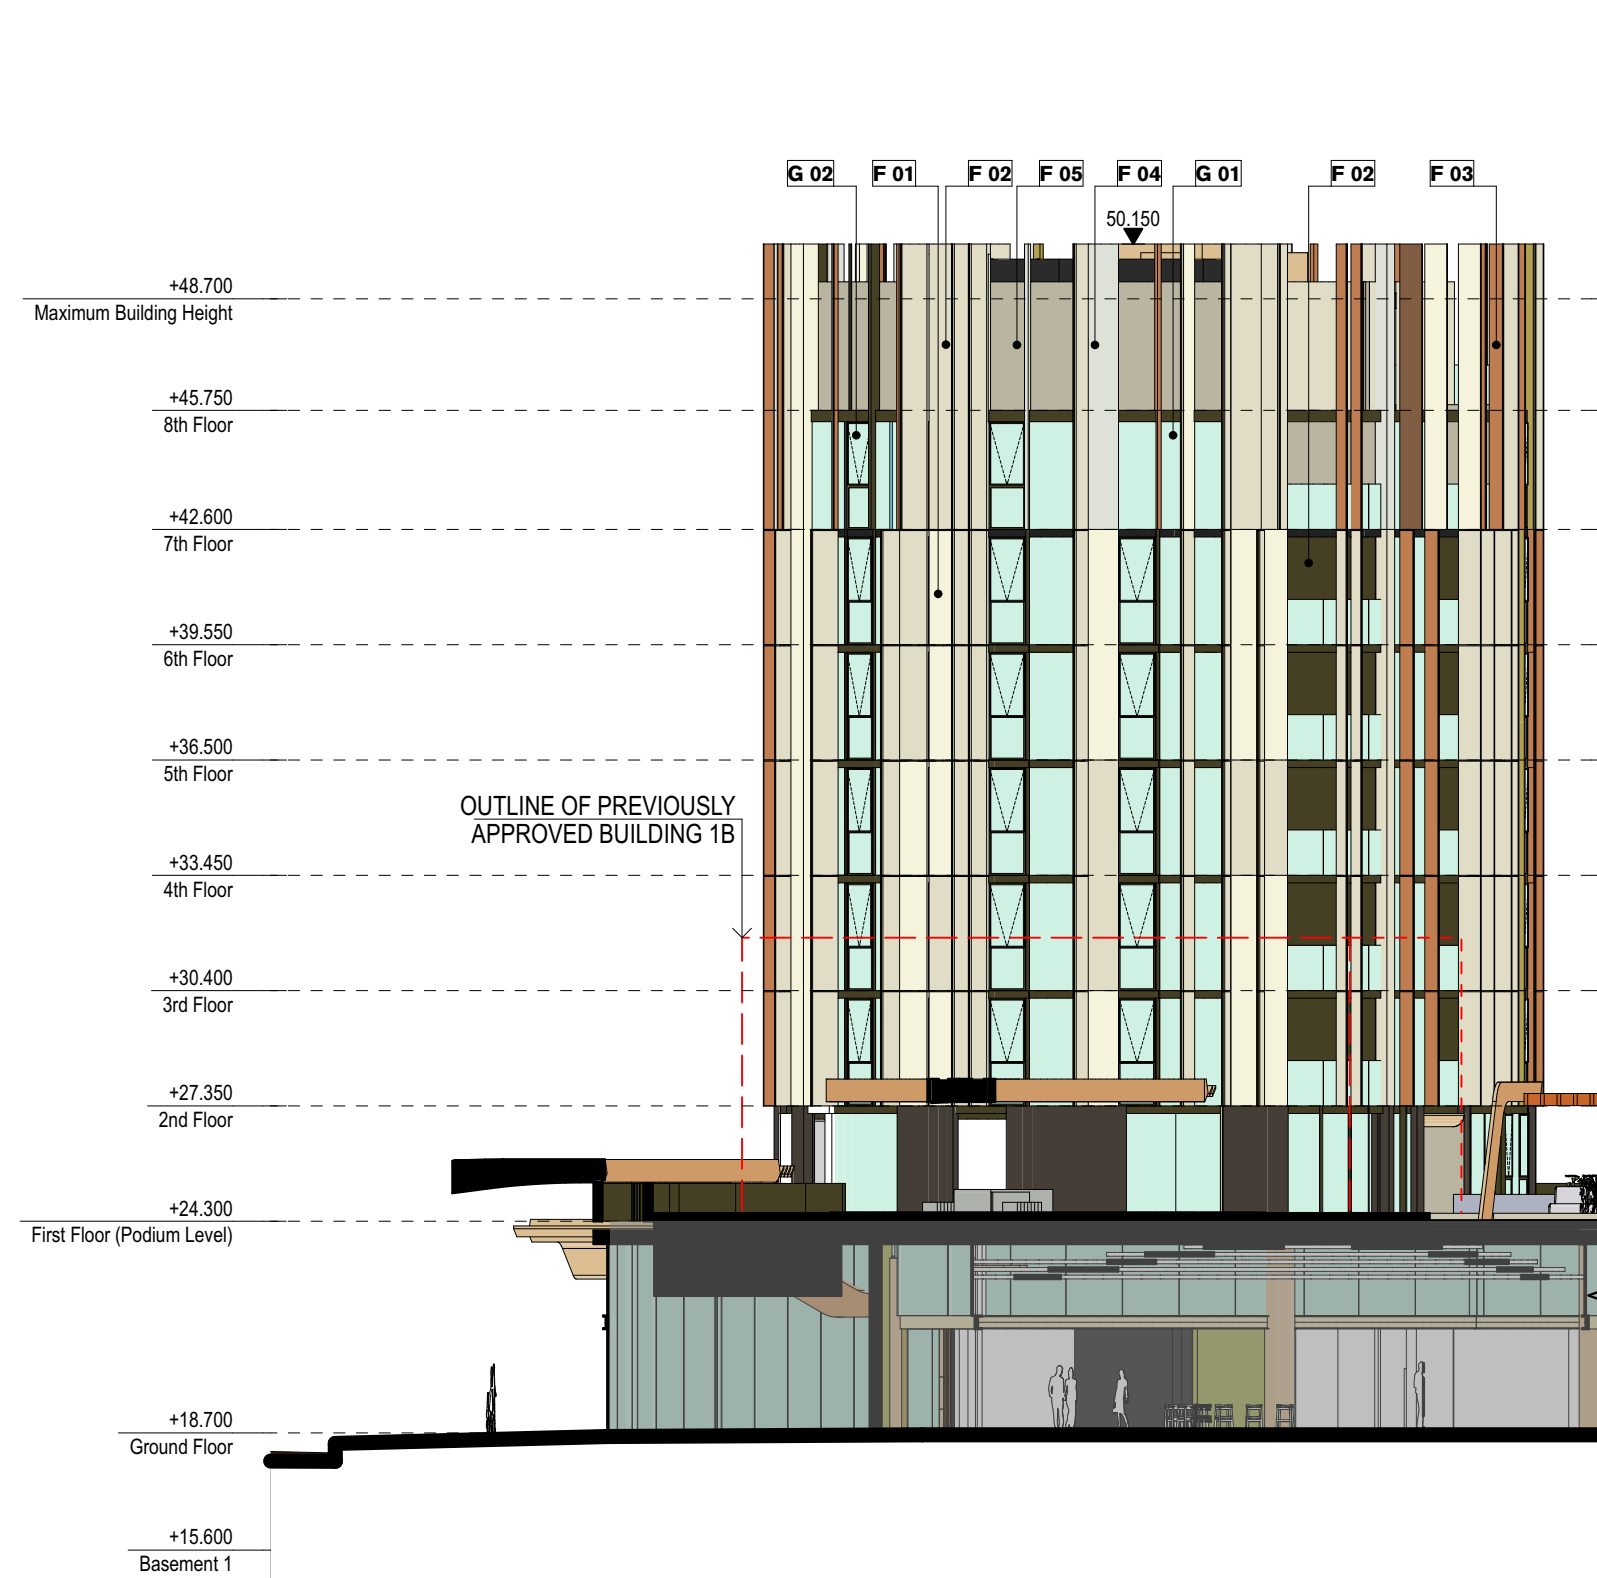 G 02 F 01 F 02 F 05 F 04 G 01 F 02 F 03
50.150
+48.700
Maximum Building Height
+45.750
8th Floor
+42.600
7th Floor
+39.550
6th Floor
+36.500
5th Floor
OUTLINE OF PREVIOUSLY
APPROVED BUILDING 1B
+33.450
4th Floor
+30.400
3rd Floor
+27.350
2nd Floor
+24.300
First Floor (Podium Level)
+18.700
Ground Floor
+15.600
Basement 1